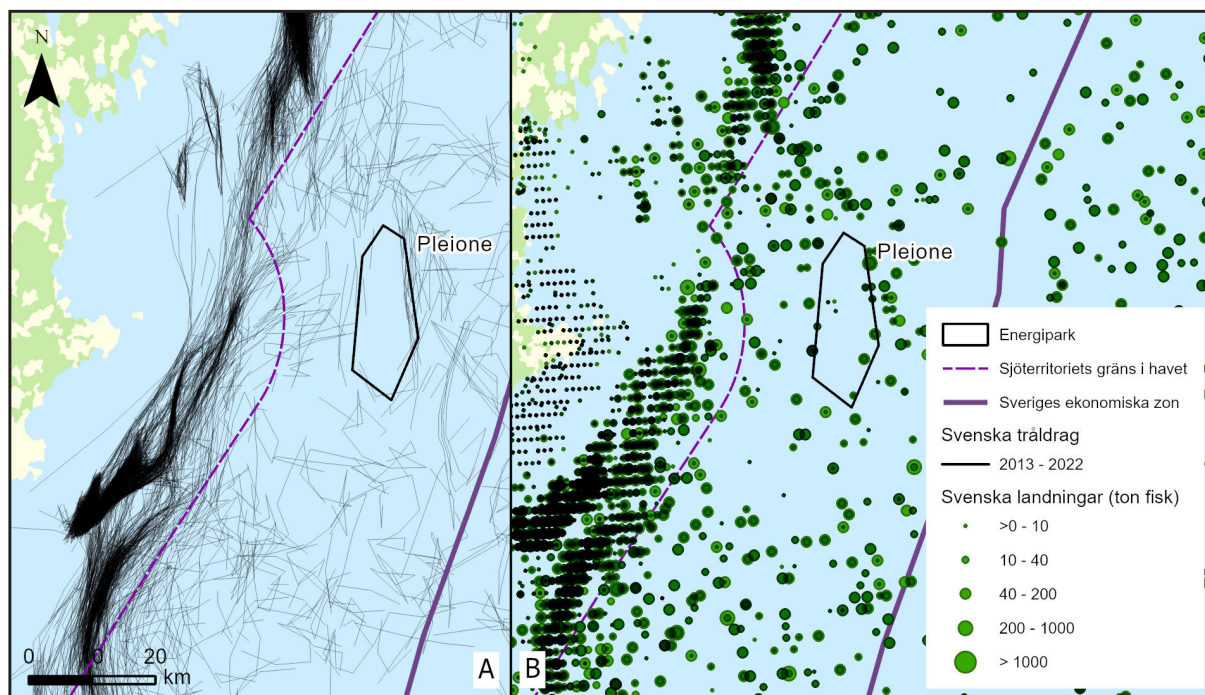 N
Pleione
0 10 20
km
A
Pleione
B
Energipark
Sjöterritoriets gräns i havet
Sveriges ekonomiska zon
Svenska tråldrag
2013 - 2022
Svenska landningar (ton fisk)
>0 - 10
10 - 40
40 - 200
200 - 1000
> 1000